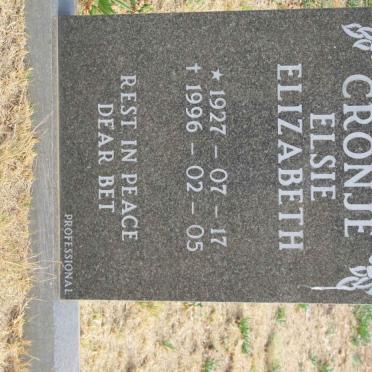 CRONJE
ELSIE
ELIZABETH
★ 1927 – 07 – 17
† 1996 – 02 – 05
REST IN PEACE
DEAR BET
PROFESSIONAL